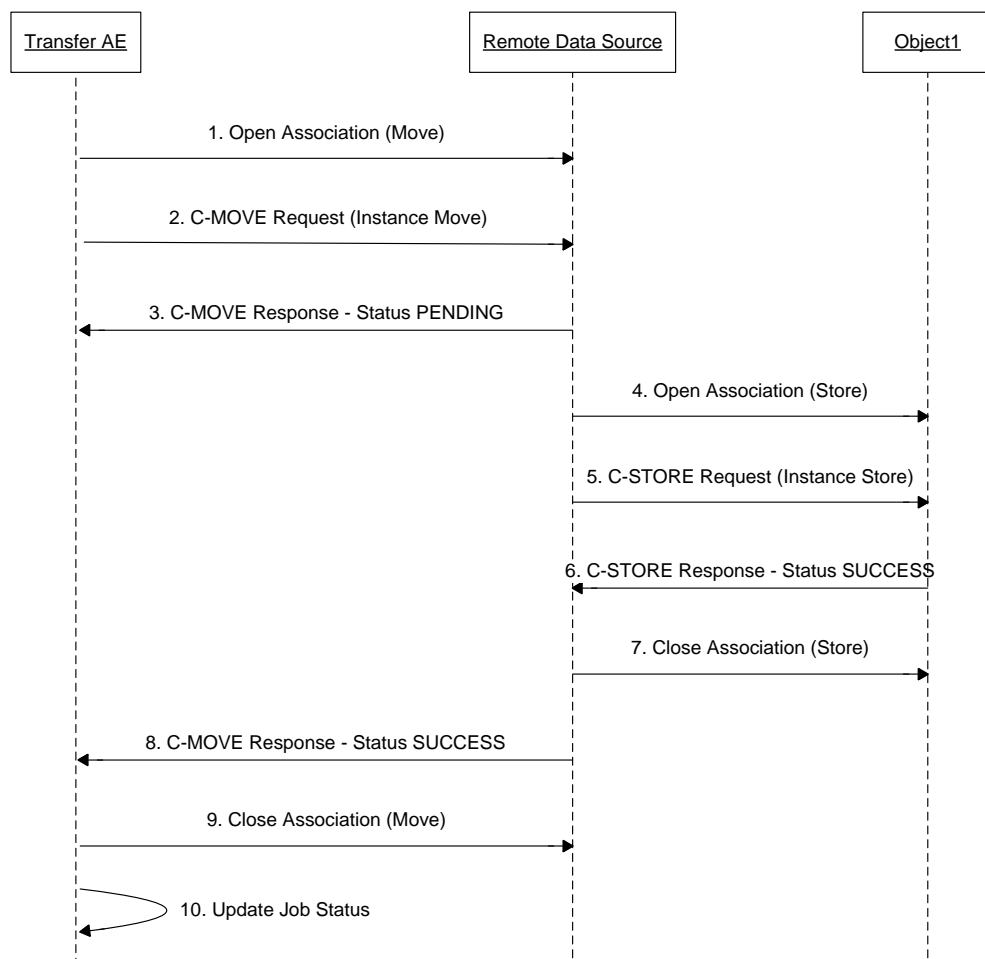 Transfer AE
Remote Data Source
Object1
1. Open Association (Move)
2. C-MOVE Request (Instance Move)
3. C-MOVE Response - Status PENDING
4. Open Association (Store)
5. C-STORE Request (Instance Store)
6. C-STORE Response - Status SUCCESS
7. Close Association (Store)
8. C-MOVE Response - Status SUCCESS
9. Close Association (Move)
10. Update Job Status